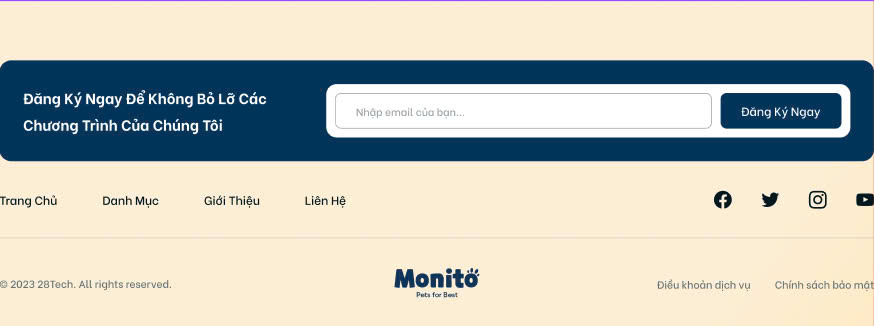 Đăng Ký Ngay Để Không Bỏ Lỡ Các
Chương Trình Của Chúng Tôi
Nhập email của bạn...
Đăng Ký Ngay
Trang Chủ
Danh Mục
Giới Thiệu
Liên Hệ
© 2023 28Tech. All rights reserved.
Monito
Pets for Best
Điều khoản dịch vụ
Chính sách bảo mật